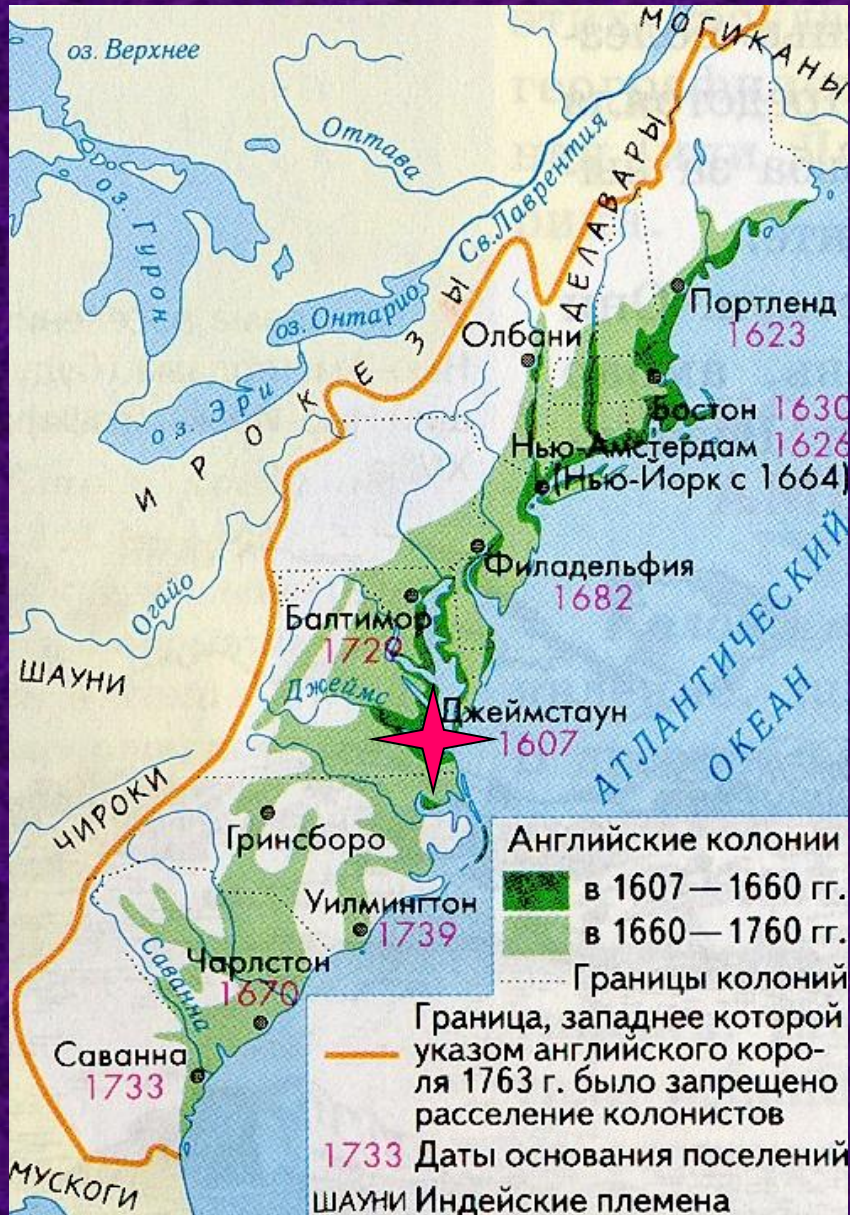 МОГИКАНЫ
оз. Верхнее
Оттава
Св.Лаврентия
ДЕЛАВАРЫ
оз. Гурон
оз. Онтарио
Портленд
1623
Олбани
ИРОКЕЗЫ
оз. Эри
Бостон 1630
Нью-Амстердам 1626
(Нью-Йорк с 1664)
Филадельфия
1682
Огайо
Балтимор
1729
ШАУНИ
Джеймс
Джеймстаун
1607
АТЛАНТИЧЕСКИЙ
ОКЕАН
ЧИРОКИ
Гринсборо
Уилмингтон
1739
Саванна
Чарлстон
1670
Саванна
1733
МУСКОГИ
Английские колонии
в 1607—1660 гг.
в 1660—1760 гг.
Границы колоний
Граница, западнее которой
указом английского коро-
ля 1763 г. было запрещено
расселение колонистов
1733 Даты основания поселений
ШАУНИ Индейские племена